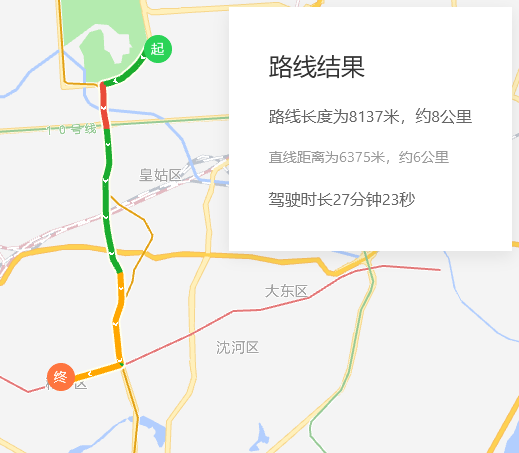 起
路线结果
路线长度为8137米，约8公里
10号线
直线距离为6375米，约6公里
皇姑区
驾驶时长27分钟23秒
大东区
沈河区
终
区